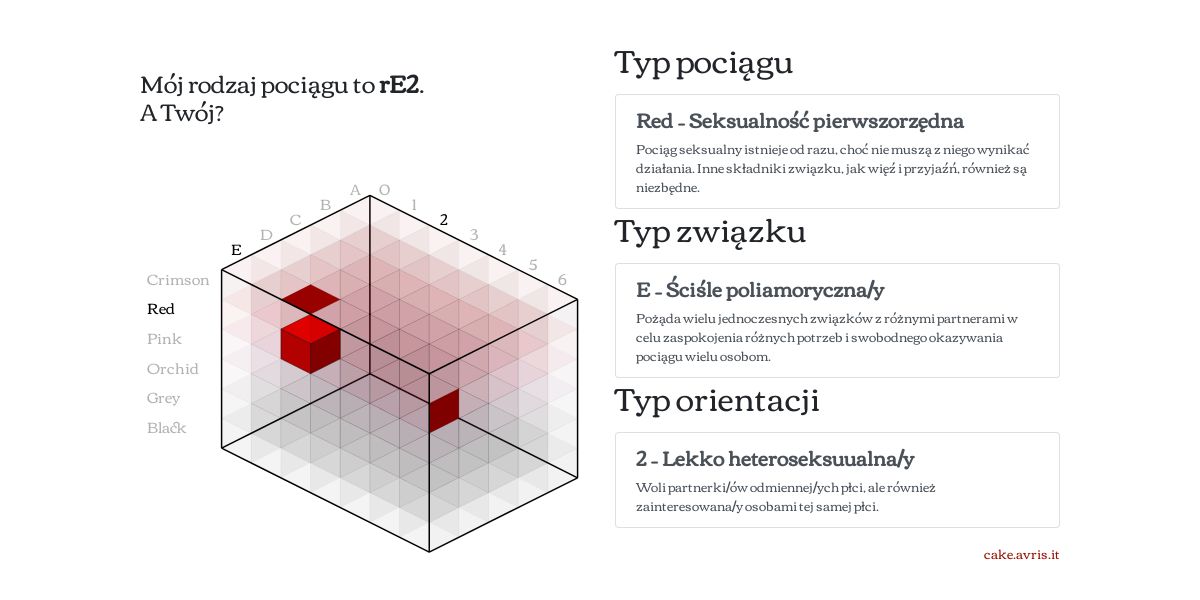 Mój rodzaj pociągu to rE2.
A Twój?
A
O
B
1
C
2
D
3
E
4
5
6
Crimson
Red
Pink
Orchid
Grey
Black
Typ pociągu
Red - Seksualność pierwszorzędna
Pociąg seksualny istnieje od razu, choć nie muszą z niego wynikać
działania. Inne składniki związku, jak więź i przyjaźń, również są
niezbędne.
Typ związku
E - Ściśle poliamoryczna/y
Pożąda wielu jednoczesnych związków z różnymi partnerami w
celu zaspokojenia różnych potrzeb i swobodnego okazywania
pociągu wielu osobom.
Typ orientacji
2 - Lekko heteroseksuualna/y
Woli partnerki/ów odmiennej/ych płci, ale również
zainteresowana/y osobami tej samej płci.
cake.avris.it